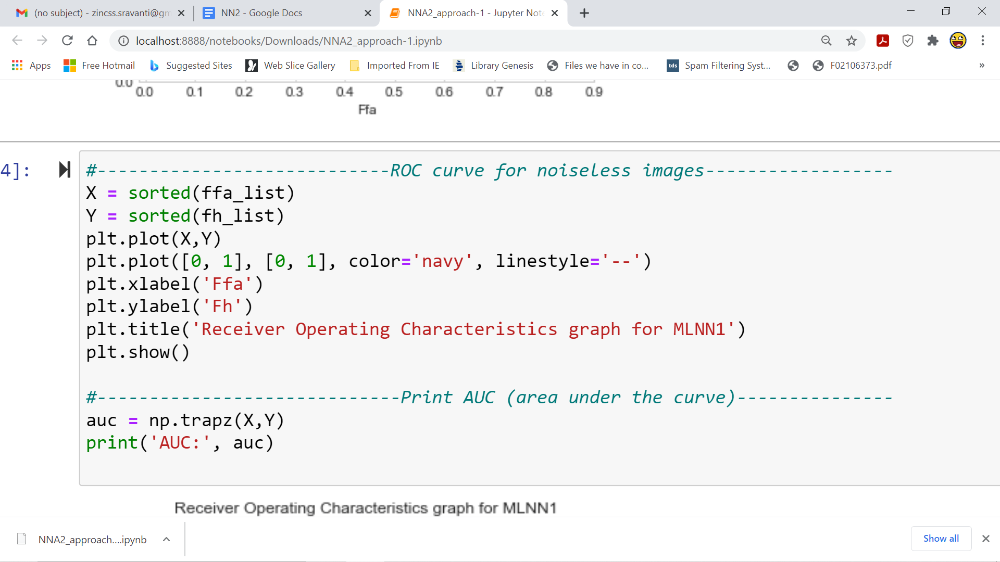 (no subject) - zincss.sravanti@gm
NN2 - Google Docs
NNA2_approach-1 - Jupyter Note
localhost:8888/notebooks/Downloads/NNA2_approach-1.ipynb
Apps Free Hotmail Suggested Sites Web Slice Gallery Imported From IE Library Genesis Files we have in co... tds Spam Filtering Syst... F02106373.pdf »
0.0
0.0 0.1 0.2 0.3 0.4 0.5 0.6 0.7 0.8 0.9
Ffa
4]:
#----------------------------ROC curve for noiseless images------------------
X = sorted(ffa_list)
Y = sorted(fh_list)
plt.plot(X,Y)
plt.plot([0, 1], [0, 1], color='navy', linestyle='--')
plt.xlabel('Ffa')
plt.ylabel('Fh')
plt.title('Receiver Operating Characteristics graph for MLNN1')
plt.show()
#-----------------------------Print AUC (area under the curve)---------------
auc = np.trapz(X,Y)
print('AUC:', auc)
Receiver Operating Characteristics graph for MLNN1
NNA2_approach....ipynb
Show all